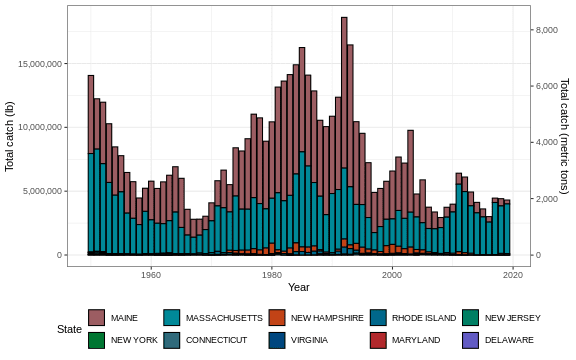 Total catch (lb)
15,000,000
10,000,000
5,000,000
0
8,000
6,000
4,000
2,000
0
Total catch (metric tons)
1960
1980
2000
2020
Year
State
MAINE
MASSACHUSETTS
NEW HAMPSHIRE
RHODE ISLAND
NEW JERSEY
NEW YORK
CONNECTICUT
VIRGINIA
MARYLAND
DELAWARE